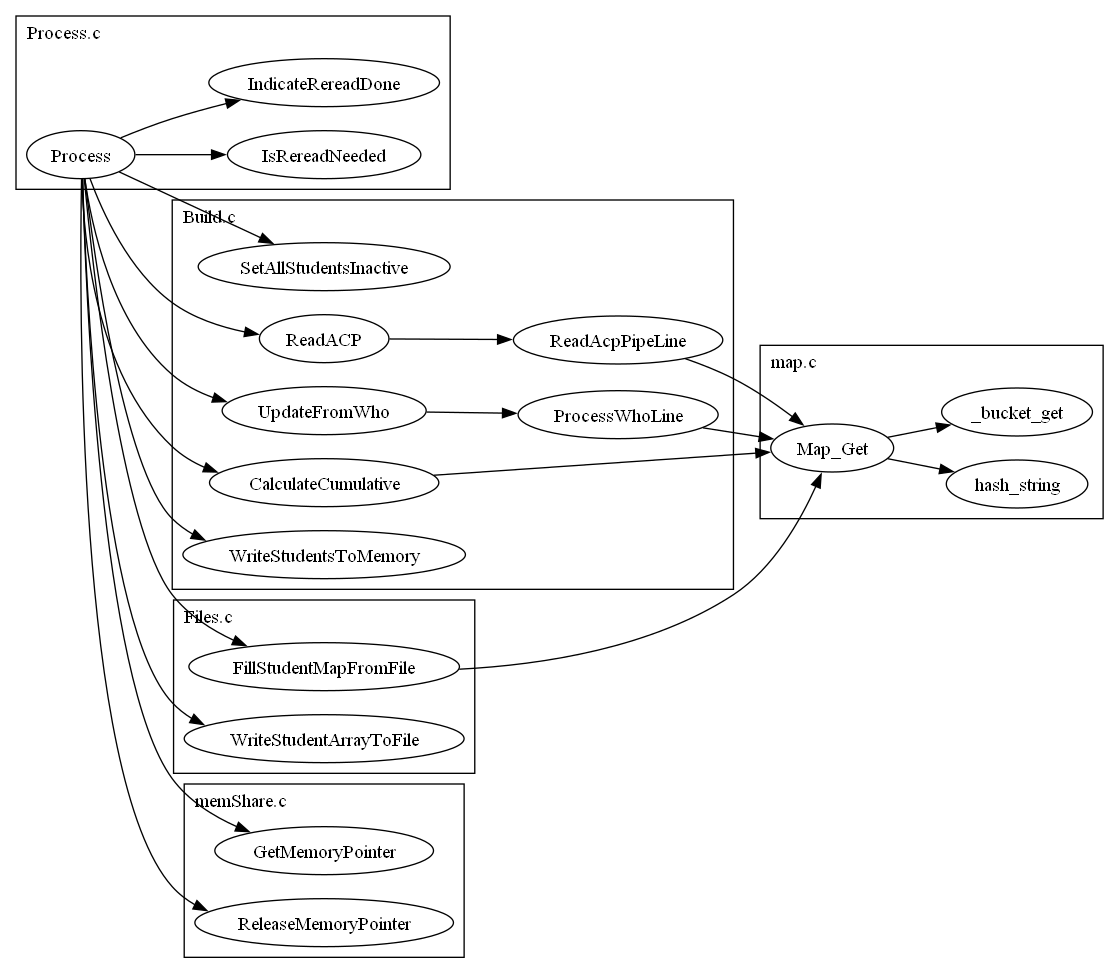 Process.c
IndicateRereadDone
Process
IsRereadNeeded
Build.c
SetAllStudentsInactive
ReadACP
ReadAcpPipeLine
UpdateFromWho
ProcessWhoLine
CalculateCumulative
WriteStudentsToMemory
map.c
_bucket_get
Map_Get
hash_string
Files.c
FillStudentMapFromFile
WriteStudentArrayToFile
memShare.c
GetMemoryPointer
ReleaseMemoryPointer